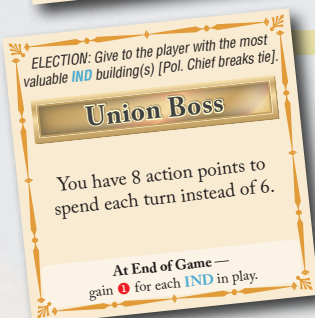 ELECTION: Give to the player with the most
valuable IND building(s) [Pol. Chief breaks tie].
Union Boss
You have 8 action points to
spend each turn instead of 6.
At End of Game —
gain 1 for each IND in play.